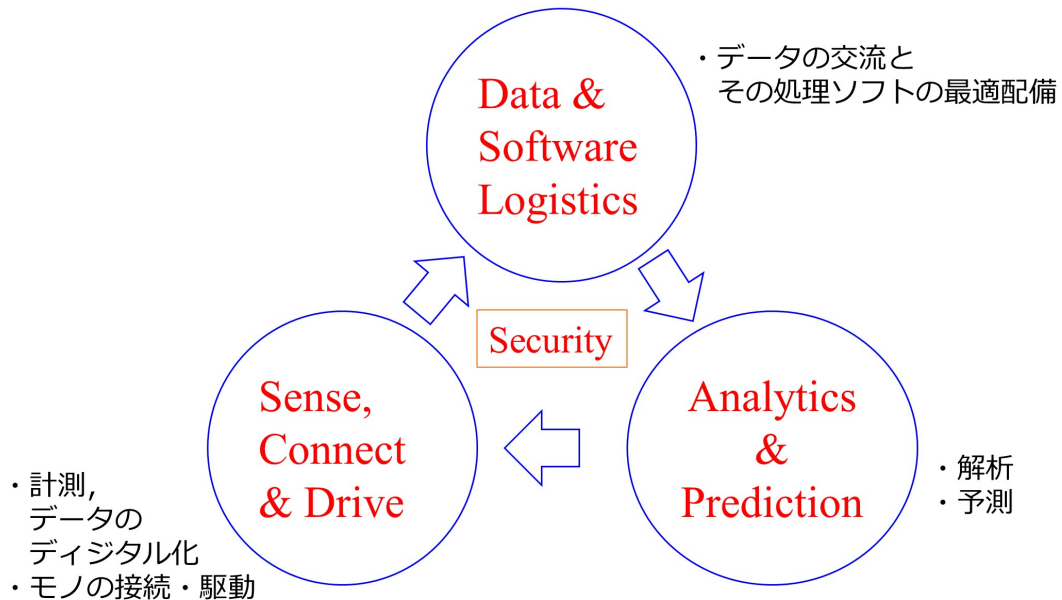 Data &
Software
Logistics
・データの交流と
その処理ソフトの最適配備
Security
Sense,
Connect
& Drive
・計測,
データの
ディジタル化
・モノの接続・駆動
Analytics
&
Prediction
・解析
・予測